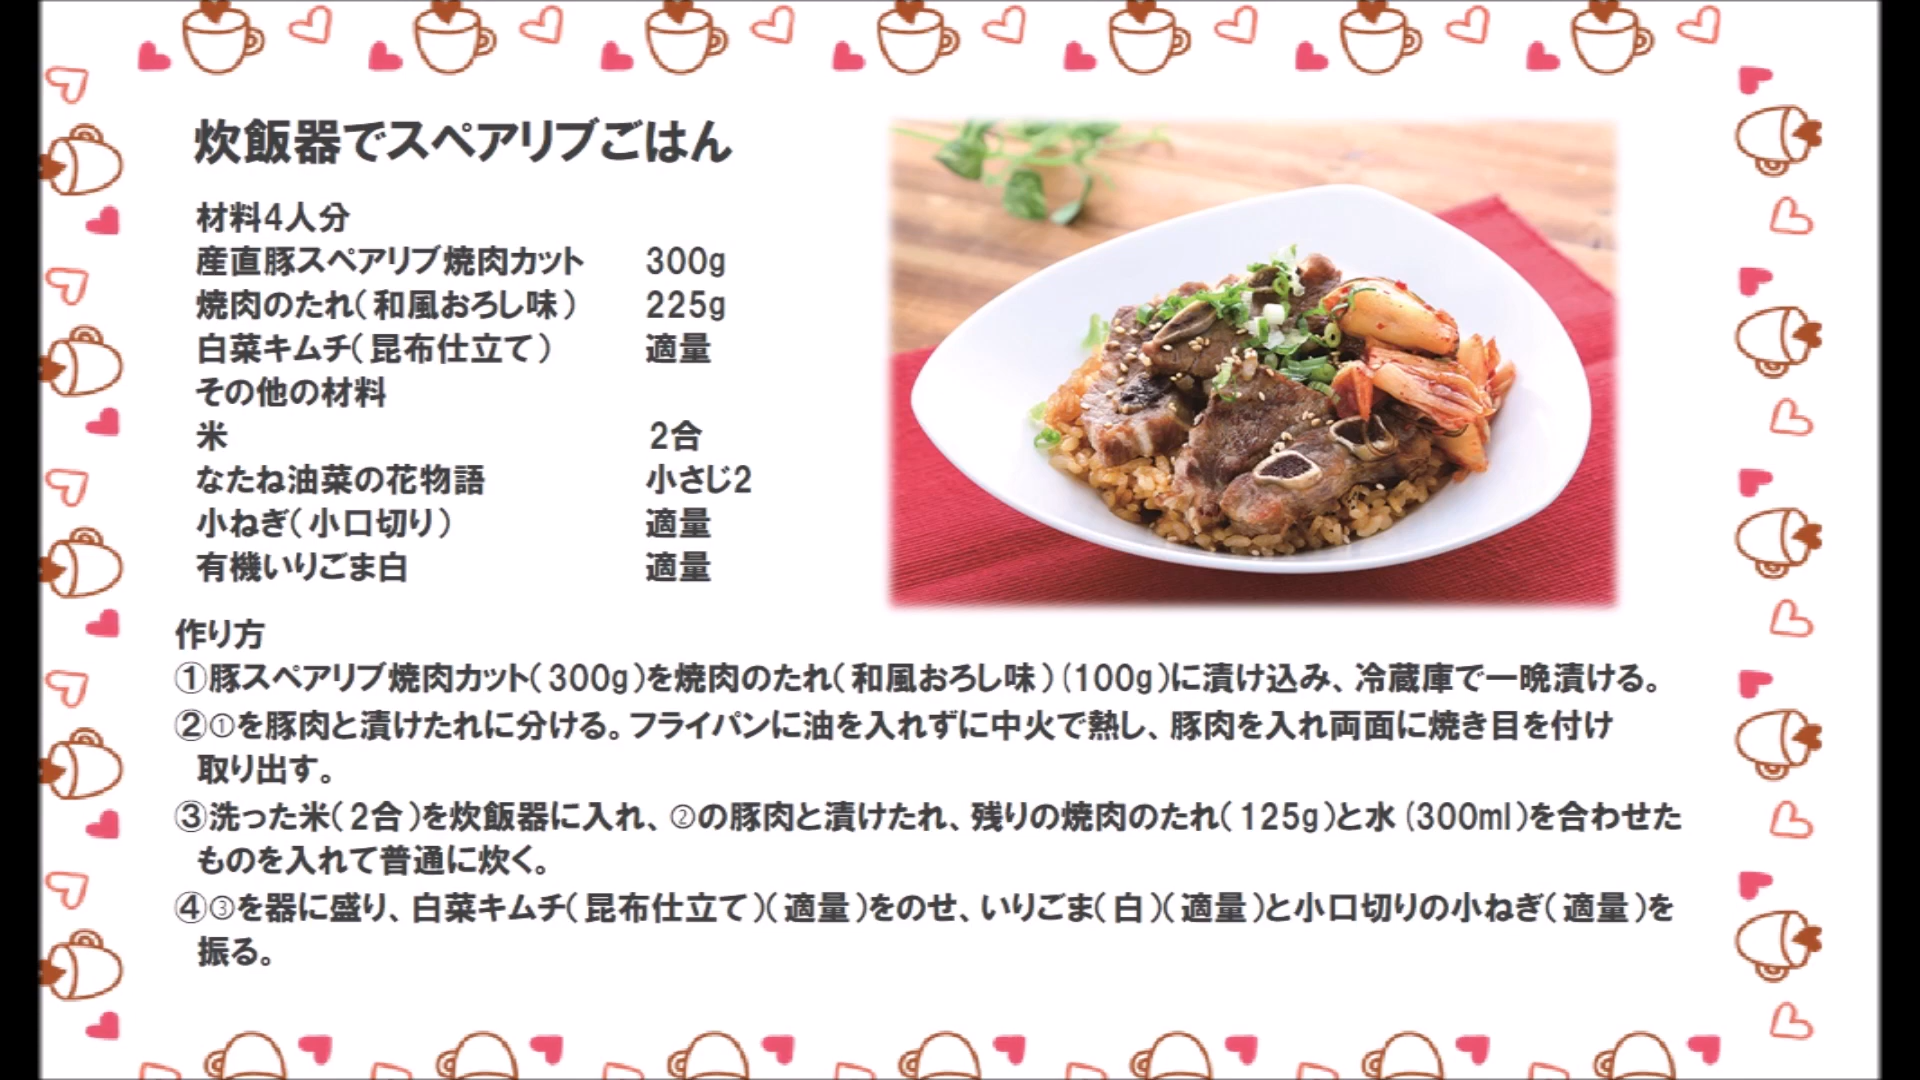 炊飯器でスペアリブごはん
材料4人分
産直豚スペアリブ焼肉カット 300g
焼肉のたれ(和風おろし味) 225g
白菜キムチ(昆布仕立て) 適量
その他の材料
米 2合
なたね油菜の花物語 小さじ2
小ねぎ(小口切り) 適量
有機いりごま白 適量
作り方
①豚スペアリブ焼肉カット(300g)を焼肉のたれ(和風おろし味)(100g)に漬け込み、冷蔵庫で一晩漬ける。
②①を豚肉と漬けたれに分ける。フライパンに油を入れずに中火で熱し、豚肉を入れ両面に焼き目を付け
取り出す。
③洗った米(2合)を炊飯器に入れ、②の豚肉と漬けたれ、残りの焼肉のたれ(125g)と水(300ml)を合わせた
ものを入れて普通に炊く。
④③を器に盛り、白菜キムチ(昆布仕立て)(適量)をのせ、いりごま(白)(適量)と小口切りの小ねぎ(適量)を
振る。